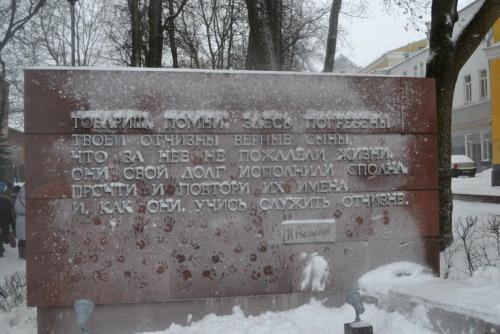 ТОВАРИЩ, ПОМНИ: ЗДЕСЬ ПОГРЕБЕНЫ
ТВОЕЙ ОТЧИЗНЫ ВЕРНЫЕ СЫНЫ,
ЧТО ЗА НЕЕ НЕ ПОЖАЛЕЛИ ЖИЗНИ.
ОНИ СВОЙ ДОЛГ ИСПОЛНИЛИ СПОЛНА.
ПРОЧТИ И ПОВТОРИ ИХ ИМЕНА
И, КАК ОНИ, УЧИСЬ СЛУЖИТЬ ОТЧИЗНЕ.